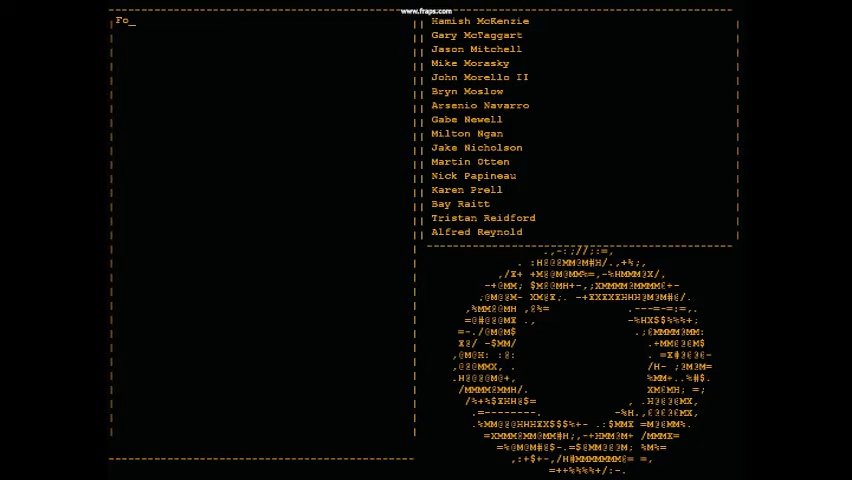 www.fraps.com
Fo_
Hamish McKenzie
Gary McTaggart
Jason Mitchell
Mike Morasky
John Morello II
Bryn Moslow
Arsenio Navarro
Gabe Newell
Milton Ngan
Jake Nicholson
Martin Otten
Nick Papineau
Karen Prell
Bay Raitt
Tristan Reidford
Alfred Reynold